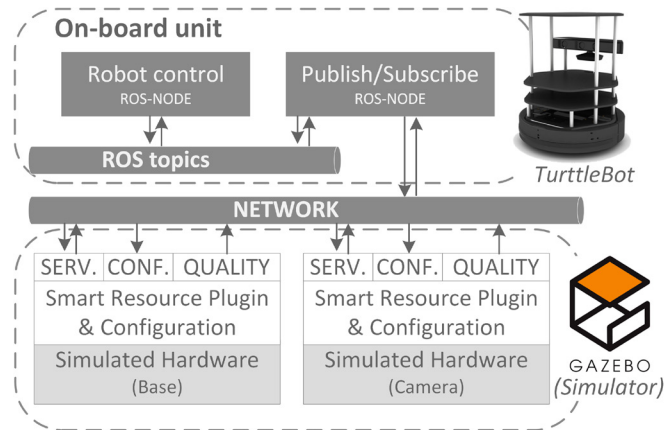 On-board unit
Robot control
ROS-NODE
Publish/Subscribe
ROS-NODE
ROS topics
TurttleBot
NETWORK
SERV. CONF. QUALITY
Smart Resource Plugin
& Configuration
Simulated Hardware
(Base)
SERV. CONF. QUALITY
Smart Resource Plugin
& Configuration
Simulated Hardware
(Camera)
GAZEBO
(Simulator)